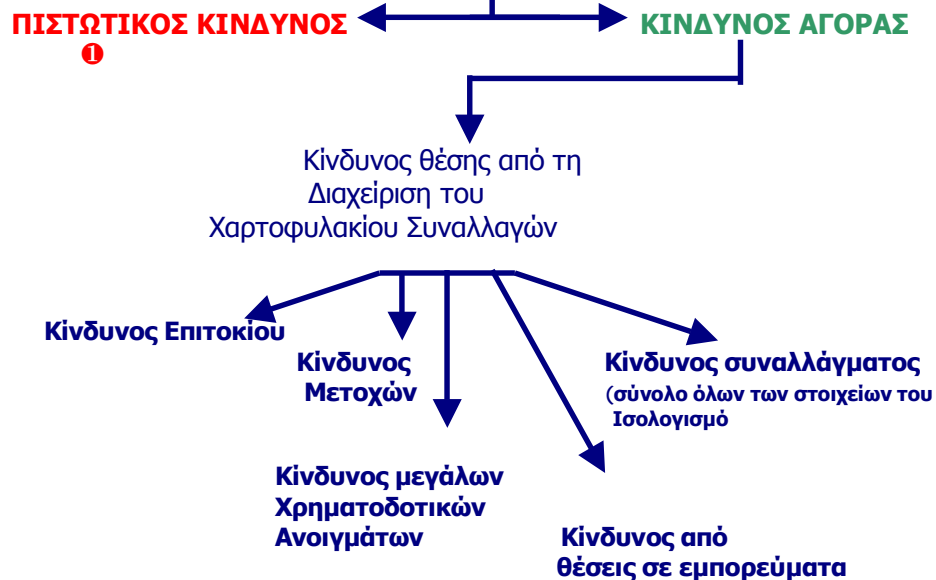 ΠΙΣΤΩΤΙΚΟΣ ΚΙΝΔΥΝΟΣ
❶
ΚΙΝΔΥΝΟΣ ΑΓΟΡΑΣ
Κίνδυνος θέσης από τη
Διαχείριση του
Χαρτοφυλακίου Συναλλαγών
Κίνδυνος Επιτοκίου
Κίνδυνος
Μετοχών
Κίνδυνος συναλλάγματος
(σύνολο όλων των στοιχείων του
Ισολογισμό
Κίνδυνος μεγάλων
Χρηματοδοτικών
Ανοιγμάτων
Κίνδυνος από
θέσεις σε εμπορεύματα